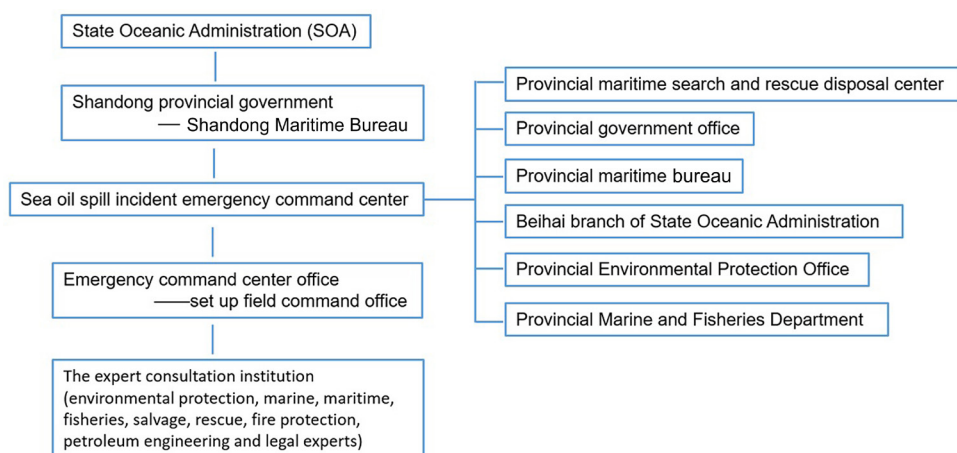 State Oceanic Administration (SOA)
Shandong provincial government
— Shandong Maritime Bureau
Sea oil spill incident emergency command center
Emergency command center office
——set up field command office
The expert consultation institution
(environmental protection, marine, maritime,
fisheries, salvage, rescue, fire protection,
petroleum engineering and legal experts)
Provincial maritime search and rescue disposal center
Provincial government office
Provincial maritime bureau
Beihai branch of State Oceanic Administration
Provincial Environmental Protection Office
Provincial Marine and Fisheries Department